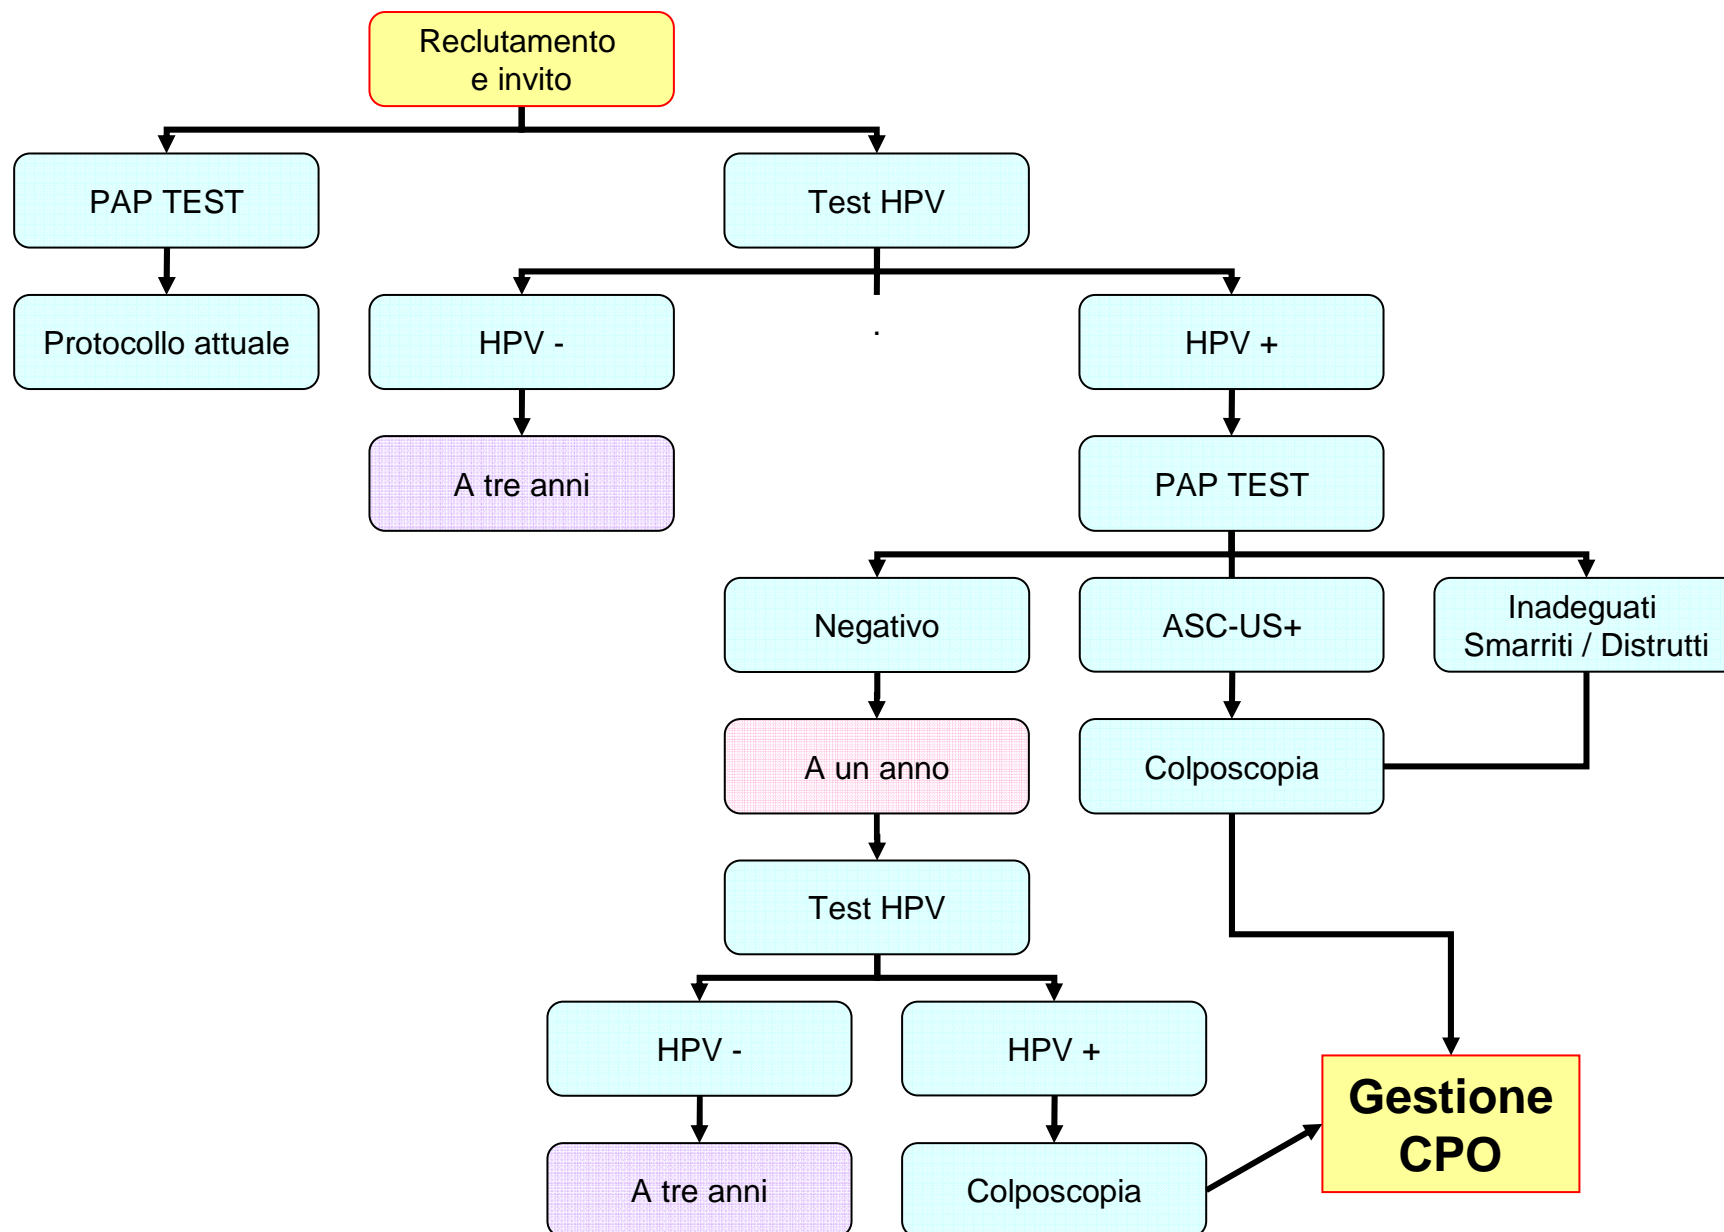 Reclutamento
e invito
PAP TEST
Test HPV
Protocollo attuale
HPV -
.
HPV +
A tre anni
PAP TEST
Negativo
ASC-US+
Inadeguati
Smarriti / Distrutti
A un anno
Colposcopia
Test HPV
HPV -
HPV +
Gestione
CPO
A tre anni
Colposcopia